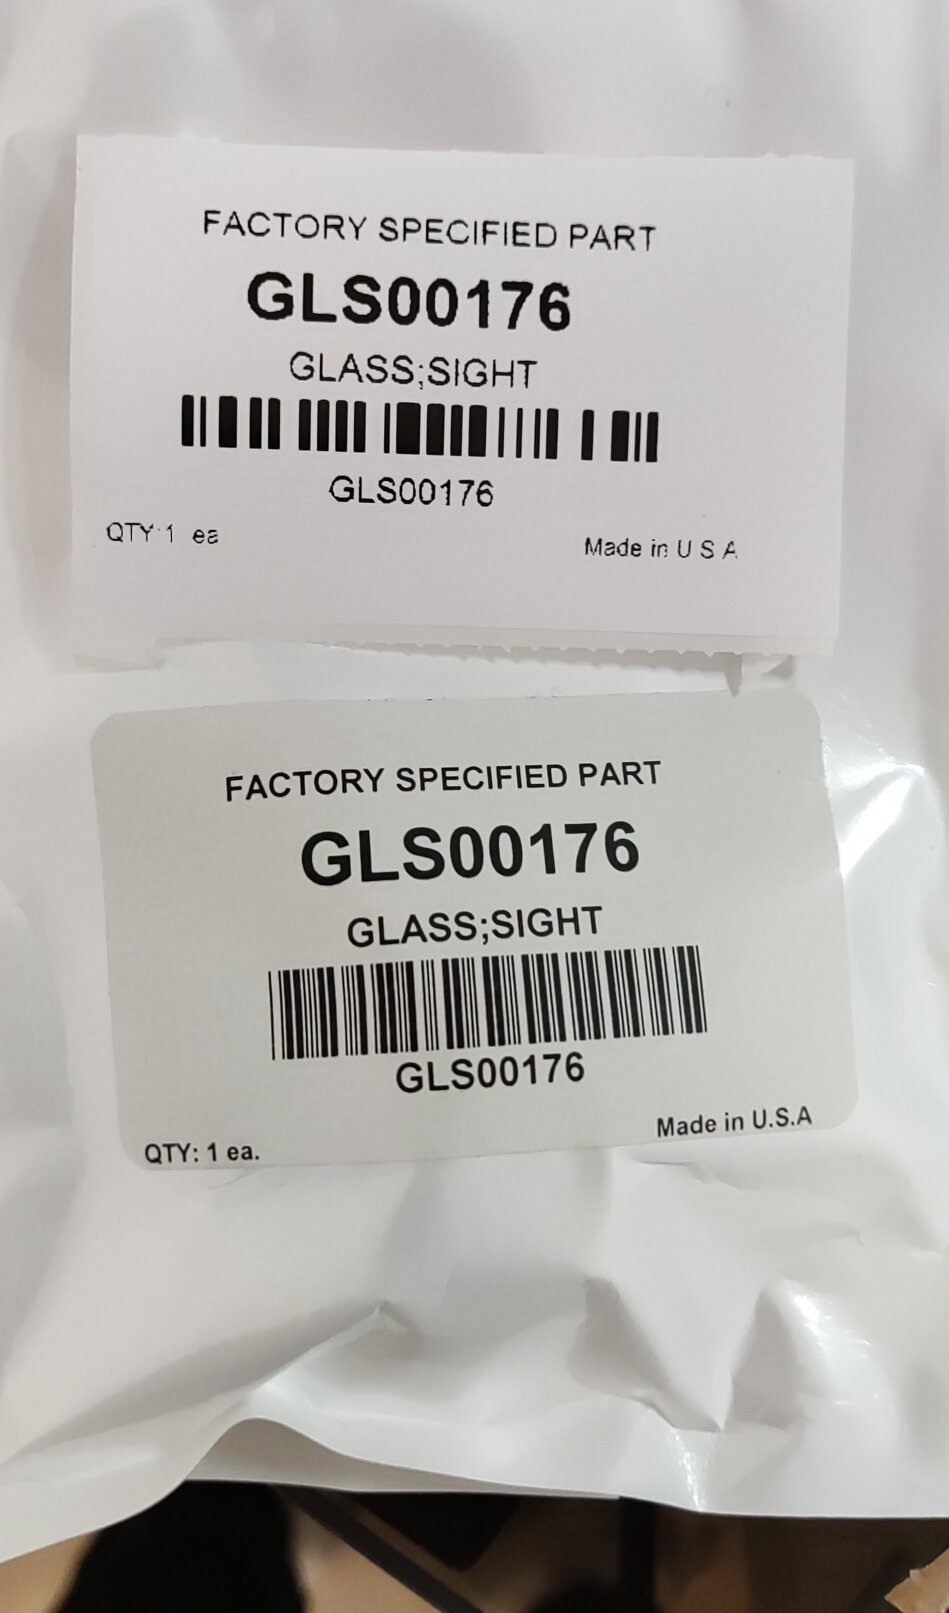 FACTORY SPECIFIED PART
GLS00176
GLASS;SIGHT
GLS00176
QTY 1 ea
Made in U S A
FACTORY SPECIFIED PART
GLS00176
GLASS;SIGHT
GLS00176
QTY: 1 ea.
Made in U.S.A